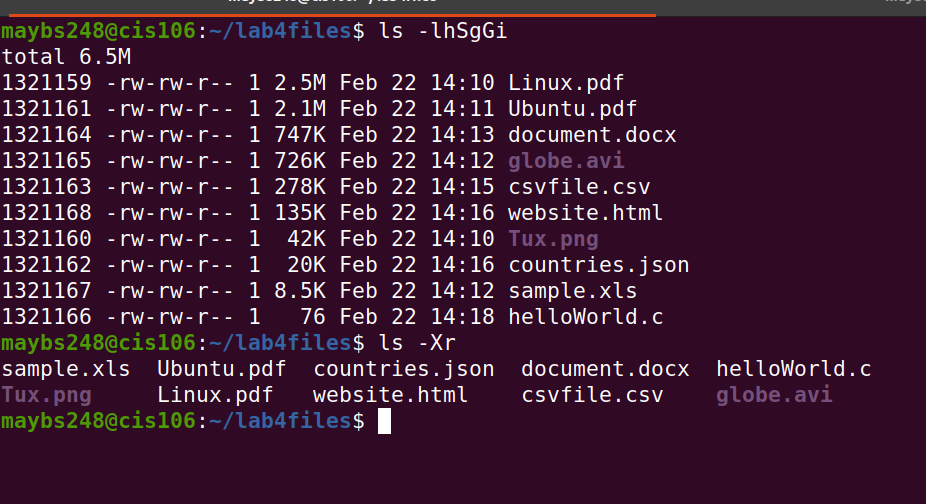 maybs248@cis106:~/lab4files$ ls -lhSgGi
total 6.5M
1321159 -rw-rw-r-- 1 2.5M Feb 22 14:10 Linux.pdf
1321161 -rw-rw-r-- 1 2.1M Feb 22 14:11 Ubuntu.pdf
1321164 -rw-rw-r-- 1 747K Feb 22 14:13 document.docx
1321165 -rw-rw-r-- 1 726K Feb 22 14:12 globe.avi
1321163 -rw-rw-r-- 1 278K Feb 22 14:15 csvfile.csv
1321168 -rw-rw-r-- 1 135K Feb 22 14:16 website.html
1321160 -rw-rw-r-- 1  42K Feb 22 14:10 Tux.png
1321162 -rw-rw-r-- 1  20K Feb 22 14:16 countries.json
1321167 -rw-rw-r-- 1 8.5K Feb 22 14:12 sample.xls
1321166 -rw-rw-r-- 1   76 Feb 22 14:18 helloWorld.c
maybs248@cis106:~/lab4files$ ls -Xr
sample.xls  Ubuntu.pdf  countries.json  document.docx  helloWorld.c
Tux.png     Linux.pdf   website.html    csvfile.csv    globe.avi
maybs248@cis106:~/lab4files$